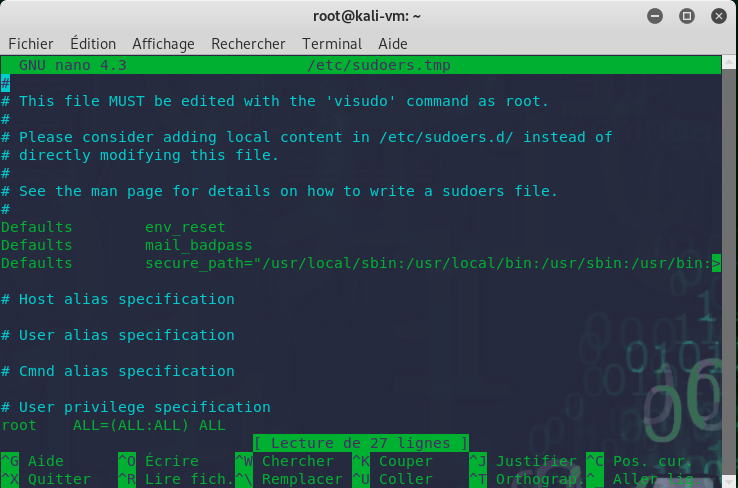 root@kali-vm: ~
Fichier Édition Affichage Rechercher Terminal Aide
GNU nano 4.3 /etc/sudoers.tmp
#
# This file MUST be edited with the 'visudo' command as root.
#
# Please consider adding local content in /etc/sudoers.d/ instead of
# directly modifying this file.
#
# See the man page for details on how to write a sudoers file.
#
Defaults env_reset
Defaults mail_badpass
Defaults secure_path="/usr/local/sbin:/usr/local/bin:/usr/sbin:/usr/bin:>
# Host alias specification
# User alias specification
# Cmnd alias specification
# User privilege specification
root ALL=(ALL:ALL) ALL
[ Lecture de 27 lignes ]
^G Aide ^O Écrire ^W Chercher ^K Couper ^J Justifier ^C Pos. cur.
^X Quitter ^R Lire fich. ^\ Remplacer ^U Coller ^T Orthograp. ^_ Aller lig.